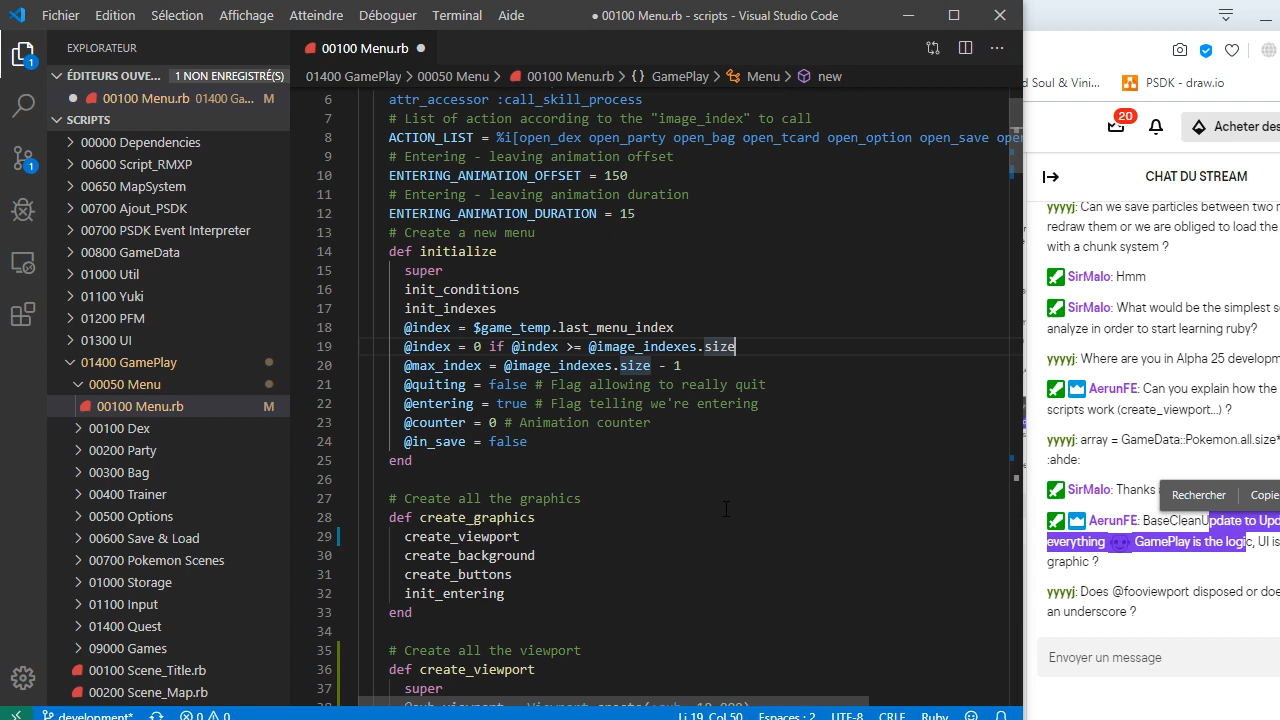 Fichier Edition Sélection Affichage Atteindre Déboguer Terminal Aide
● 00100 Menu.rb - scripts - Visual Studio Code
EXPLORATEUR
ÉDITEURS OUVE... 1 NON ENREGISTRÉ(S)
● 00100 Menu.rb 01400 Ga... M
SCRIPTS
00000 Dependencies
00600 Script_RMXP
00650 MapSystem
00700 Ajout_PSDK
00700 PSDK Event Interpreter
00800 GameData
01000 Util
01100 Yuki
01200 PFM
01300 UI
01400 GamePlay
00050 Menu
00100 Menu.rb M
00100 Dex
00200 Party
00300 Bag
00400 Trainer
00500 Options
00600 Save & Load
00700 Pokemon Scenes
01000 Storage
01100 Input
01400 Quest
09000 Games
00100 Scene_Title.rb
00200 Scene_Map.rb
1
1
00100 Menu.rb ●
01400 GamePlay > 00050 Menu > 00100 Menu.rb > {} GamePlay > Menu > new
6 attr_accessor :call_skill_process
7 # List of action according to the "image_index" to call
8 ACTION_LIST = %i[open_dex open_party open_bag open_tcard open_option open_save
9 # Entering - leaving animation offset
10 ENTERING_ANIMATION_OFFSET = 150
11 # Entering - leaving animation duration
12 ENTERING_ANIMATION_DURATION = 15
13 # Create a new menu
14 def initialize
15 super
16 init_conditions
17 init_indexes
18 @index = $game_temp.last_menu_index
19 @index = 0 if @index >= @image_indexes.size
20 @max_index = @image_indexes.size - 1
21 @quiting = false # Flag allowing to really quit
22 @entering = true # Flag telling we're entering
23 @counter = 0 # Animation counter
24 @in_save = false
25 end
26
27 # Create all the graphics
28 def create_graphics
29 create_viewport
30 create_background
31 create_buttons
32 init_entering
33 end
34
35 # Create all the viewport
36 def create_viewport
37 super
development* 0 0
Li 19, Col 50 Espaces : 2 UTF-8 CRLF Ruby
d Soul & Vini... PSDK - draw.io
20 Acheter des
CHAT DU STREAM
yyyyj: Can we save particles between two
redraw them or we are obliged to load the
with a chunk system ?
SirMalo: Hmm
SirMalo: What would be the simplest
analyze in order to start learning ruby?
yyyyj: Where are you in Alpha 25
AerunFE: Can you explain how the
scripts work (create_viewport...) ?
yyyyj: array = GameData::Pokemon.all.size*
:ahde:
SirMalo: Thanks
Rechercher Copie
AerunFE: BaseCleanUpdate to
everything GamePlay is the logic, UI is
graphic ?
yyyyj: Does @fooviewport disposed or
an underscore ?
Envoyer un message